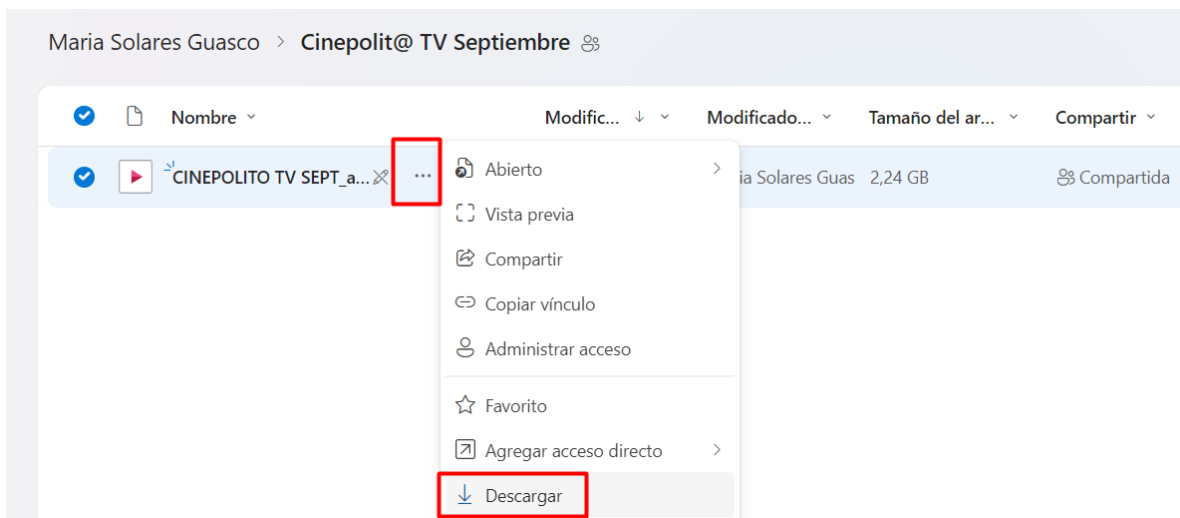 Maria Solares Guasco > Cinepolit@ TV Septiembre
Nombre Modific... ↓ Modificado... Tamaño del ar... Compartir
CINEPOLITO TV SEPT_a... ... ia Solares Guas 2,24 GB Compartida
Abierto
Vista previa
Compartir
Copiar vínculo
Administrar acceso
Favorito
Agregar acceso directo
Descargar